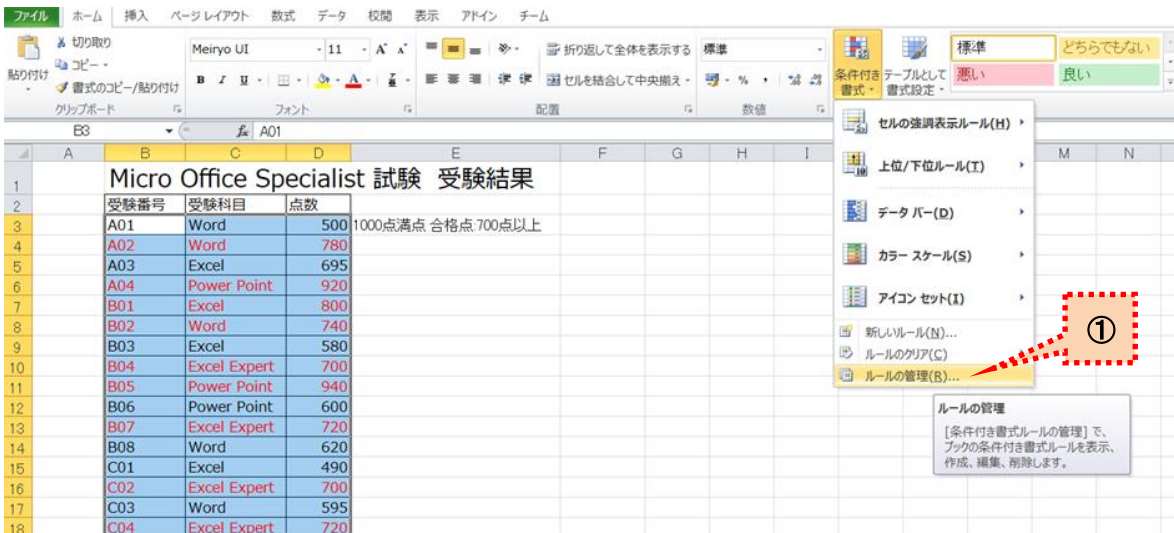 ファイル ホーム 挿入 ページ レイアウト 数式 データ 校閲 表示 アドイン チーム
切り取り
コピー
書式のコピー/貼り付け
貼り付け
クリップボード
Meiryo UI 11
B I U
フォント
折り返して全体を表示する
セルを結合して中央揃え
配置
標準
数値
条件付き書式
テーブルとして書式設定
標準 どちらでもない
悪い 良い
B3 fx A01
A B C D E F G H I M N
1 Micro Office Specialist 試験 受験結果
2 受験番号 受験科目 点数
3 A01 Word 500 1000点満点 合格点:700点以上
4 A02 Word 780
5 A03 Excel 695
6 A04 Power Point 920
7 B01 Excel 800
8 B02 Word 740
9 B03 Excel 580
10 B04 Excel Expert 700
11 B05 Power Point 940
12 B06 Power Point 600
13 B07 Excel Expert 720
14 B08 Word 620
15 C01 Excel 490
16 C02 Excel Expert 700
17 C03 Word 595
18 C04 Excel Expert 720
セルの強調表示ルール(H)
上位/下位ルール(T)
データ バー(D)
カラー スケール(S)
アイコン セット(I)
新しいルール(N)...
ルールのクリア(C)
ルールの管理(R)...
①
ルールの管理
[条件付き書式ルールの管理] で、
ブックの条件付き書式ルールを表示、
作成、編集、削除します。